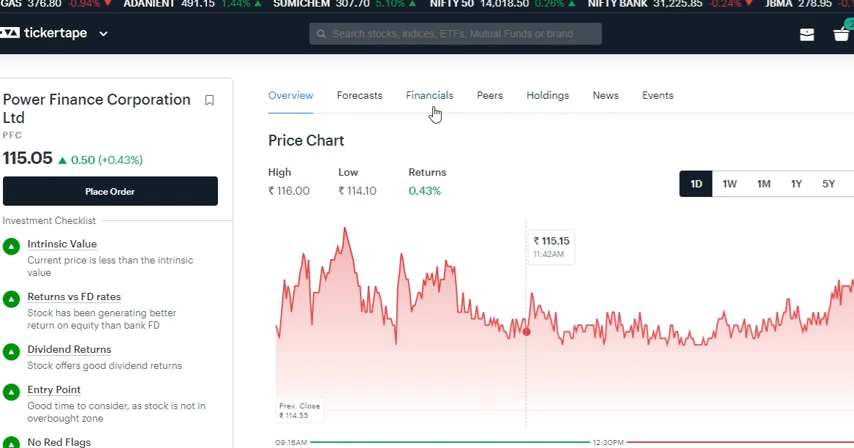 GAS 376.80 -0.94% ADANIENT 491.15 1.44% SUMICHEM 307.70 5.10% NIFTY 50 14,018.50 0.26% NIFTY BANK 31,225.85 -0.24% JBMA 278.95
tickertape
Search stocks, indices, ETFs, Mutual Funds or brand
Power Finance Corporation
Ltd
PFC
115.05 0.50 (+0.43%)
Place Order
Investment Checklist
Intrinsic Value
Current price is less than the intrinsic
value
Returns vs FD rates
Stock has been generating better
return on equity than bank FD
Dividend Returns
Stock offers good dividend returns
Entry Point
Good time to consider, as stock is not in
overbought zone
No Red Flags
Overview Forecasts Financials Peers Holdings News Events
Price Chart
High Low Returns
₹ 116.00 ₹ 114.10 0.43%
1D 1W 1M 1Y 5Y
₹ 115.15
11:42AM
Prev. Close
₹ 114.55
09:16AM 12:30PM